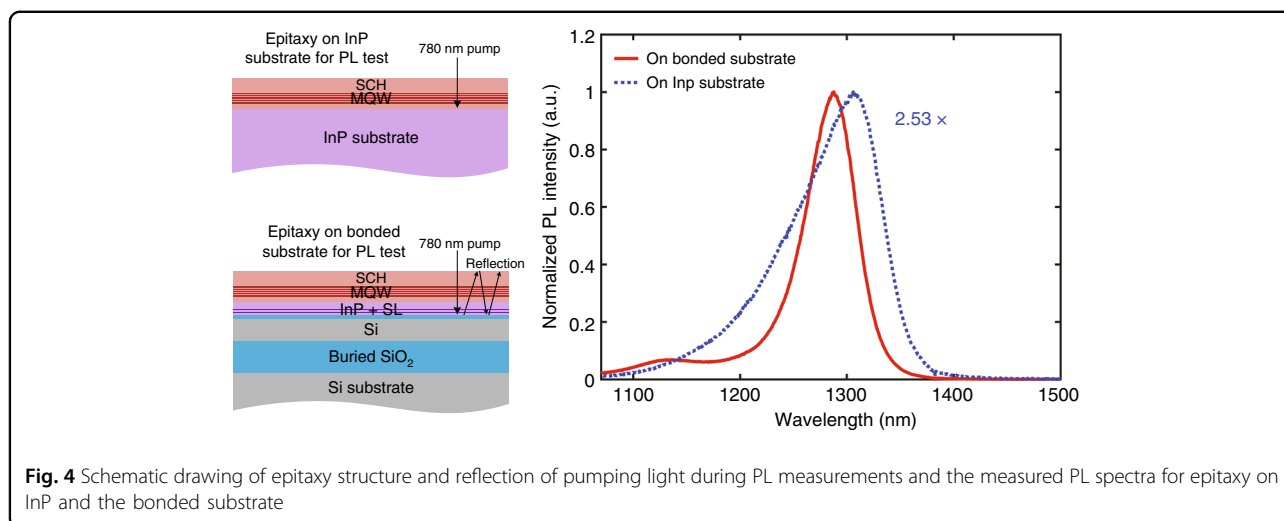 Epitaxy on InP
substrate for PL test
780 nm pump
SCH
MQW
InP substrate
Epitaxy on bonded
substrate for PL test
780 nm pump
Reflection
SCH
MQW
InP + SL
Si
Buried SiO₂
Si substrate
Normalized PL intensity (a.u.)
1.2
1
0.8
0.6
0.4
0.2
0
On bonded substrate
On Inp substrate
2.53 ×
1100 1200 1300 1400 1500
Wavelength (nm)
Fig. 4 Schematic drawing of epitaxy structure and reflection of pumping light during PL measurements and the measured PL spectra for epitaxy on
InP and the bonded substrate